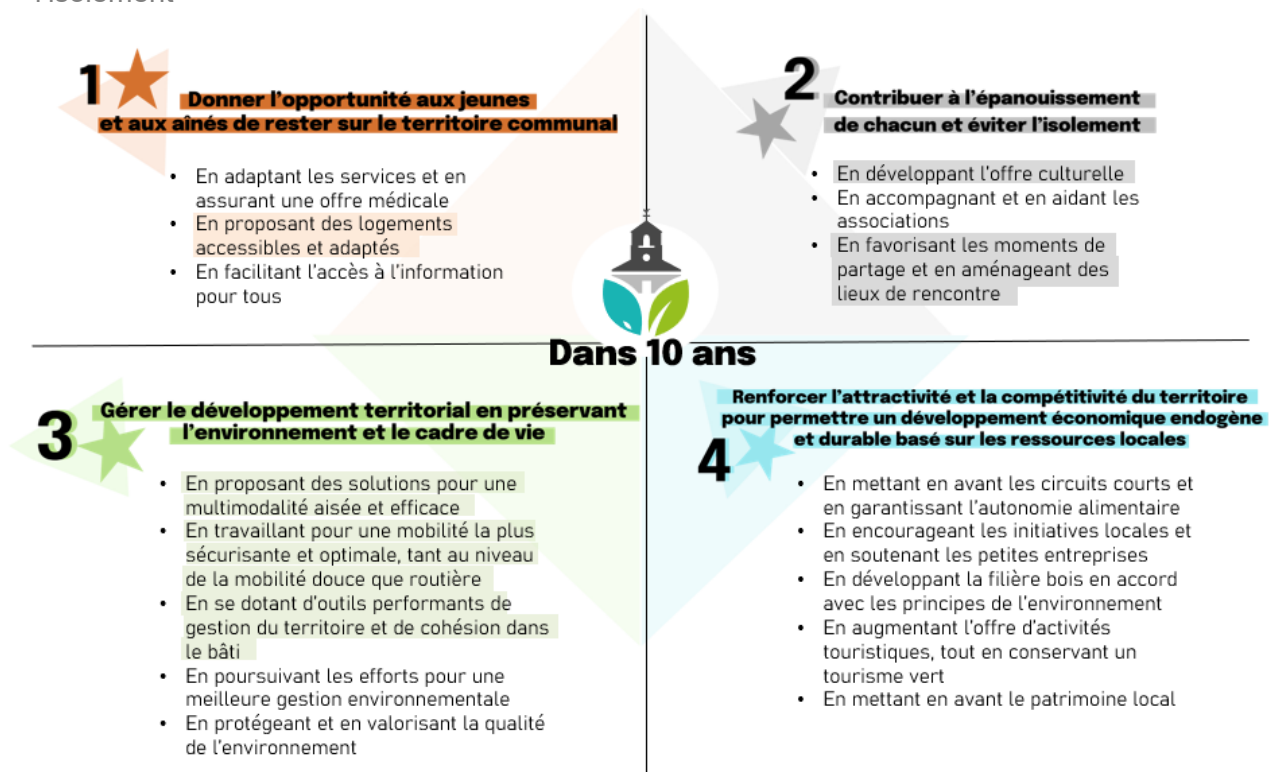 1
Donner l'opportunité aux jeunes
et aux aînés de rester sur le territoire communal
• En adaptant les services et en
assurant une offre médicale
• En proposant des logements
accessibles et adaptés
• En facilitant l'accès à l'information
pour tous
2
Contribuer à l'épanouissement
de chacun et éviter l'isolement
• En développant l'offre culturelle
• En accompagnant et en aidant les
associations
• En favorisant les moments de
partage et en aménageant des
lieux de rencontre
Dans 10 ans
3
Gérer le développement territorial en préservant
l'environnement et le cadre de vie
• En proposant des solutions pour une
multimodalité aisée et efficace
• En travaillant pour une mobilité la plus
sécurisante et optimale, tant au niveau
de la mobilité douce que routière
• En se dotant d'outils performants de
gestion du territoire et de cohésion dans
le bâti
• En poursuivant les efforts pour une
meilleure gestion environnementale
• En protégeant et en valorisant la qualité
de l'environnement
4
Renforcer l'attractivité et la compétitivité du territoire
pour permettre un développement économique endogène
et durable basé sur les ressources locales
• En mettant en avant les circuits courts et
en garantissant l'autonomie alimentaire
• En encourageant les initiatives locales et
en soutenant les petites entreprises
• En développant la filière bois en accord
avec les principes de l'environnement
• En augmentant l'offre d'activités
touristiques, tout en conservant un
tourisme vert
• En mettant en avant le patrimoine local